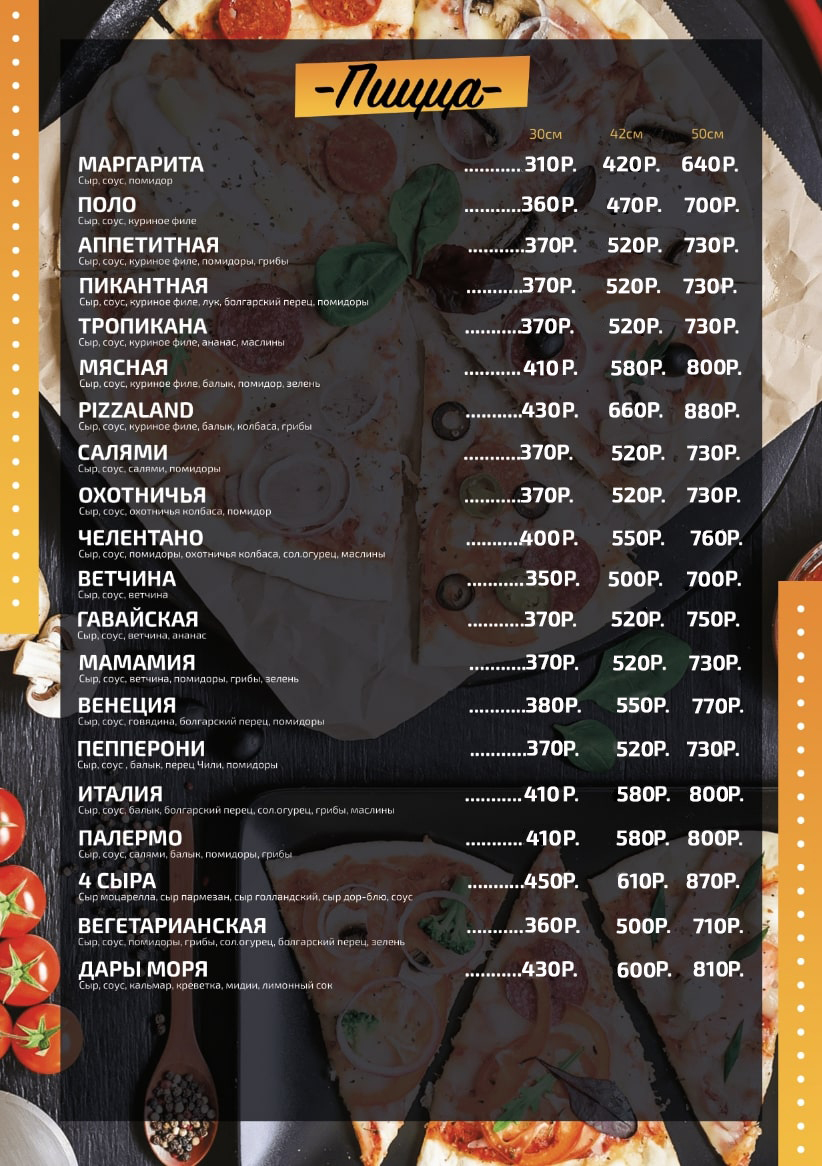 -Пицца-
30см 42см 50см
МАРГАРИТА ...........310Р. 420Р. 640Р.
Сыр, соус, помидор
ПОЛО ...........360Р. 470Р. 700Р.
Сыр, соус, куриное филе
АППЕТИТНАЯ ...........370Р. 520Р. 730Р.
Сыр, соус, куриное филе, помидоры, грибы
ПИКАНТНАЯ ...........370Р. 520Р. 730Р.
Сыр, соус, куриное филе, лук, болгарский перец, помидоры
ТРОПИКАНА ...........370Р. 520Р. 730Р.
Сыр, соус, куриное филе, ананас, маслины
МЯСНАЯ ...........410Р. 580Р. 800Р.
Сыр, соус, куриное филе, балык, помидор, зелень
PIZZALAND ...........430Р. 660Р. 880Р.
Сыр, соус, куриное филе, балык, колбаса, грибы
САЛЯМИ ...........370Р. 520Р. 730Р.
Сыр, соус, салями, помидоры
ОХОТНИЧЬЯ ...........370Р. 520Р. 730Р.
Сыр, соус, охотничья колбаса, помидор
ЧЕЛЕНТАНО ..........400Р. 550Р. 760Р.
Сыр, соус, помидоры, охотничья колбаса, сол.огурец, маслины
ВЕТЧИНА ...........350Р. 500Р. 700Р.
Сыр, соус, ветчина
ГАВАЙСКАЯ ...........370Р. 520Р. 750Р.
Сыр, соус, ветчина, ананас
МАМАМИЯ ...........370Р. 520Р. 730Р.
Сыр, соус, ветчина, помидоры, грибы, зелень
ВЕНЕЦИЯ ...........380Р. 550Р. 770Р.
Сыр, соус, говядина, болгарский перец, помидоры
ПЕППЕРОНИ ...........370Р. 520Р. 730Р.
Сыр, соус , балык, перец Чили, помидоры
ИТАЛИЯ ...........410Р. 580Р. 800Р.
Сыр, соус, балык, болгарский перец, сол.огурец, грибы, маслины
ПАЛЕРМО ...........410Р. 580Р. 800Р.
Сыр, соус, салями, балык, помидоры, грибы
4 СЫРА ...........450Р. 610Р. 870Р.
Сыр моцарелла, сыр пармезан, сыр голландский, сыр дор-блю, соус
ВЕГЕТАРИАНСКАЯ ...........360Р. 500Р. 710Р.
Сыр, соус, помидоры, грибы, сол.огурец, болгарский перец, зелень
ДАРЫ МОРЯ ...........430Р. 600Р. 810Р.
Сыр, соус, кальмар, креветка, мидии, лимонный сок